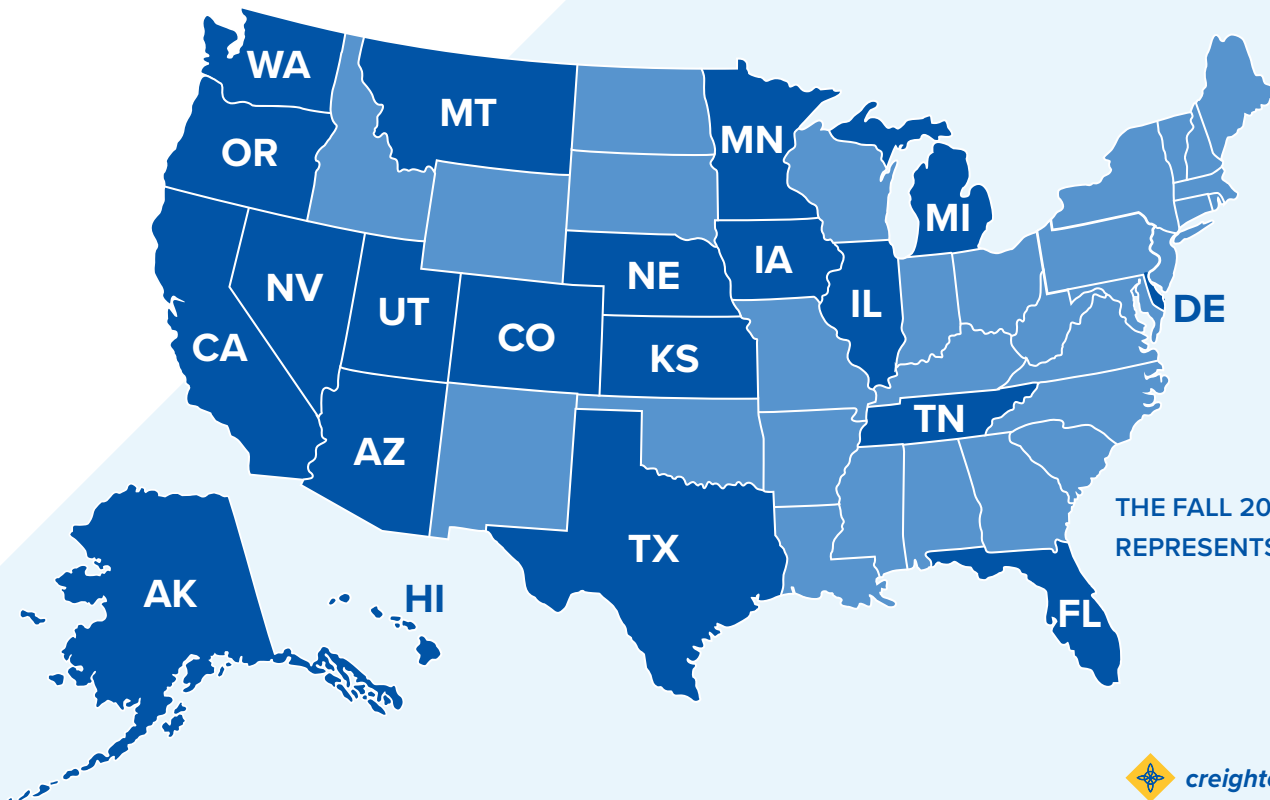 WA
MT
OR
MN
MI
NE
IA
NV
UT
CO
IL
DE
CA
KS
TN
AZ
TX
THE FALL 20
REPRESENTS
AK
HI
FL
creighto